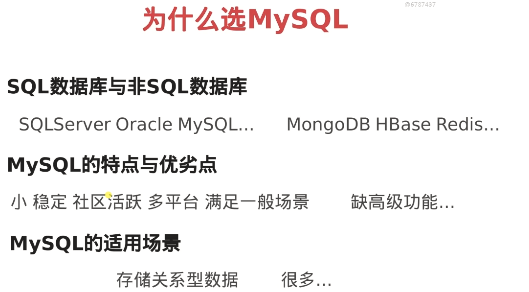 为什么选MySQL
SQL数据库与非SQL数据库
SQLServer Oracle MySQL... MongoDB HBase Redis...
MySQL的特点与优劣点
小 稳定 社区活跃 多平台 满足一般场景 缺高级功能...
MySQL的适用场景
存储关系型数据 很多...